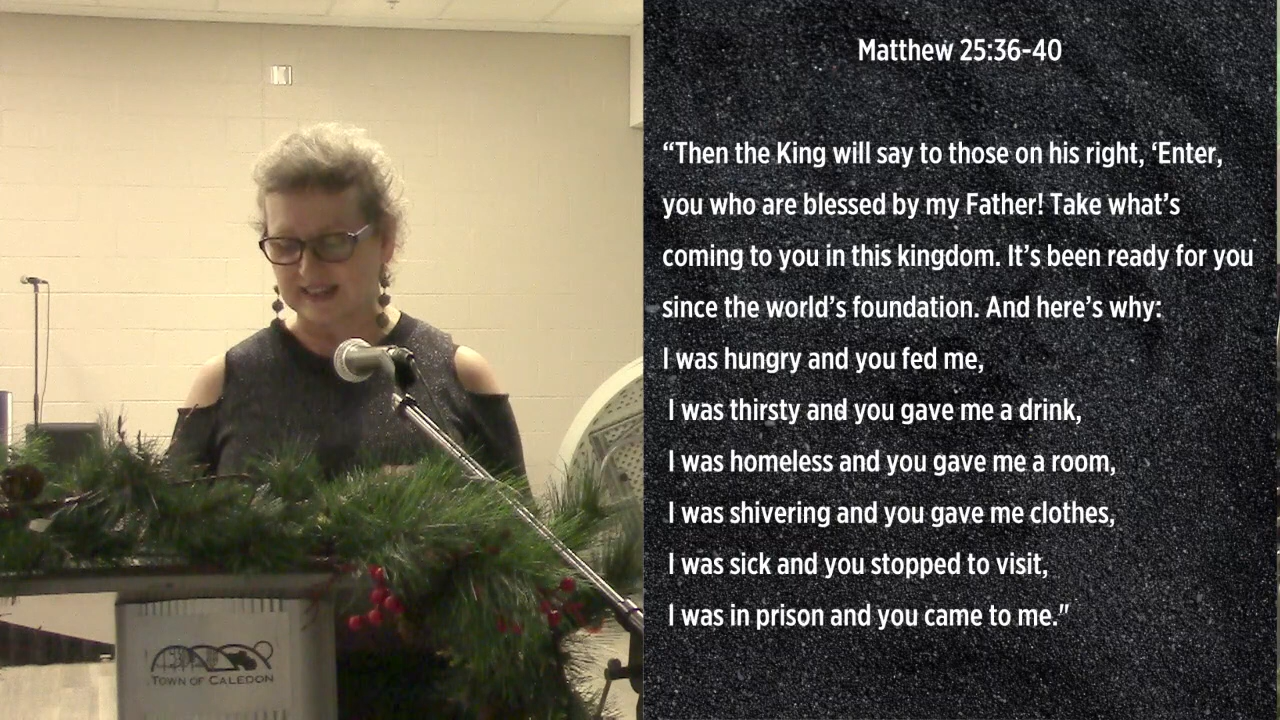 Matthew 25:36-40
“Then the King will say to those on his right, ‘Enter,
you who are blessed by my Father! Take what’s
coming to you in this kingdom. It’s been ready for you
since the world’s foundation. And here’s why:
I was hungry and you fed me,
I was thirsty and you gave me a drink,
I was homeless and you gave me a room,
I was shivering and you gave me clothes,
I was sick and you stopped to visit,
I was in prison and you came to me."
TOWN OF CALEDON